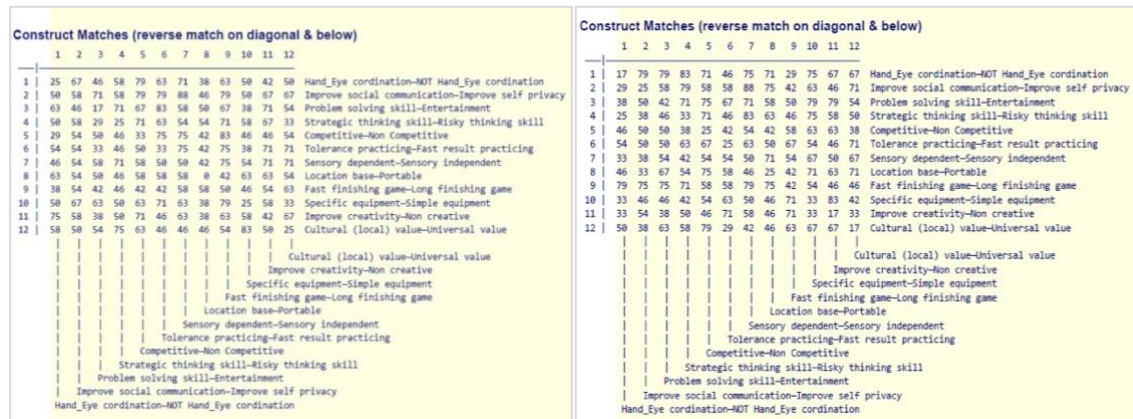 Construct Matches (reverse match on diagonal & below)
1 2 3 4 5 6 7 8 9 10 11 12
1 | 25 67 46 58 79 63 71 38 63 50 42 50 Hand_Eye cordination—NOT Hand_Eye cordination
2 | 50 58 71 58 79 79 88 46 79 50 67 67 Improve social communication—Improve self privacy
3 | 63 46 17 71 67 83 58 50 67 38 71 54 Problem solving skill—Entertainment
4 | 50 58 29 25 71 63 54 54 71 58 67 33 Strategic thinking skill—Risky thinking skill
5 | 29 54 50 46 33 75 75 42 83 46 46 54 Competitive—Non Competitive
6 | 54 54 33 46 50 33 75 42 75 38 71 71 Tolerance practicing—Fast result practicing
7 | 46 54 58 71 58 50 50 42 75 54 71 71 Sensory dependent—Sensory independent
8 | 63 54 50 46 58 58 58 0 42 63 63 54 Location base—Portable
9 | 38 54 42 46 42 42 58 58 50 46 54 63 Fast finishing game—Long finishing game
10 | 50 67 63 50 63 71 63 38 79 25 58 33 Specific equipment—Simple equipment
11 | 75 58 38 50 71 46 63 38 63 58 42 67 Improve creativity—Non creative
12 | 58 50 54 75 63 46 46 46 54 83 50 25 Cultural (local) value—Universal value
Cultural (local) value—Universal value
Improve creativity—Non creative
Specific equipment—Simple equipment
Fast finishing game—Long finishing game
Location base—Portable
Sensory dependent—Sensory independent
Tolerance practicing—Fast result practicing
Competitive—Non Competitive
Strategic thinking skill—Risky thinking skill
Problem solving skill—Entertainment
Improve social communication—Improve self privacy
Hand_Eye cordination—NOT Hand_Eye cordination
Construct Matches (reverse match on diagonal & below)
1 2 3 4 5 6 7 8 9 10 11 12
1 | 17 79 79 83 71 46 75 71 29 75 67 67 Hand_Eye cordination—NOT Hand_Eye cordination
2 | 29 25 58 79 58 58 88 75 42 63 46 71 Improve social communication—Improve self privacy
3 | 38 50 42 71 75 67 71 58 50 79 79 54 Problem solving skill—Entertainment
4 | 25 38 46 33 71 46 83 63 46 75 58 50 Strategic thinking skill—Risky thinking skill
5 | 46 50 50 38 25 42 54 42 58 63 63 38 Competitive—Non Competitive
6 | 54 50 50 63 67 25 63 50 67 54 46 71 Tolerance practicing—Fast result practicing
7 | 33 38 54 42 54 54 50 71 54 67 50 67 Sensory dependent—Sensory independent
8 | 46 33 67 54 75 58 46 25 42 71 63 71 Location base—Portable
9 | 79 75 75 71 58 58 79 75 42 54 46 46 Fast finishing game—Long finishing game
10 | 33 46 46 42 54 63 50 46 71 33 83 42 Specific equipment—Simple equipment
11 | 33 54 38 50 46 71 58 46 71 33 17 33 Improve creativity—Non creative
12 | 50 38 63 58 79 29 42 46 63 67 67 17 Cultural (local) value—Universal value
Cultural (local) value—Universal value
Improve creativity—Non creative
Specific equipment—Simple equipment
Fast finishing game—Long finishing game
Location base—Portable
Sensory dependent—Sensory independent
Tolerance practicing—Fast result practicing
Competitive—Non Competitive
Strategic thinking skill—Risky thinking skill
Problem solving skill—Entertainment
Improve social communication—Improve self privacy
Hand_Eye cordination—NOT Hand_Eye cordination